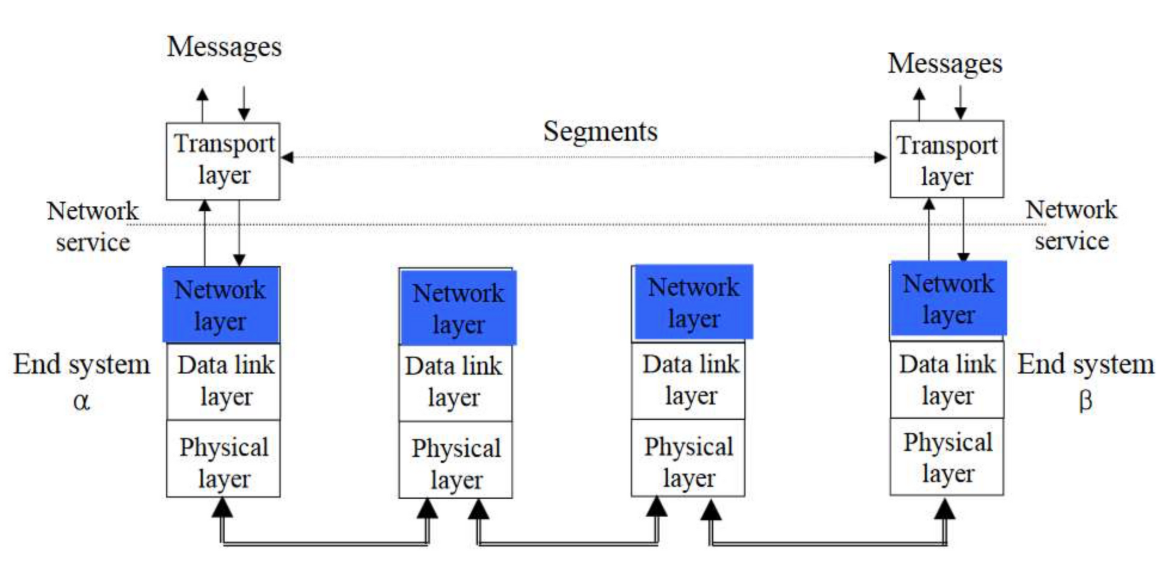 Messages
Messages
Segments
Transport
layer
Transport
layer
Network
service
Network
service
Network
layer
Network
layer
Network
layer
Network
layer
End system
α
Data link
layer
Data link
layer
Data link
layer
Data link
layer
End system
β
Physical
layer
Physical
layer
Physical
layer
Physical
layer